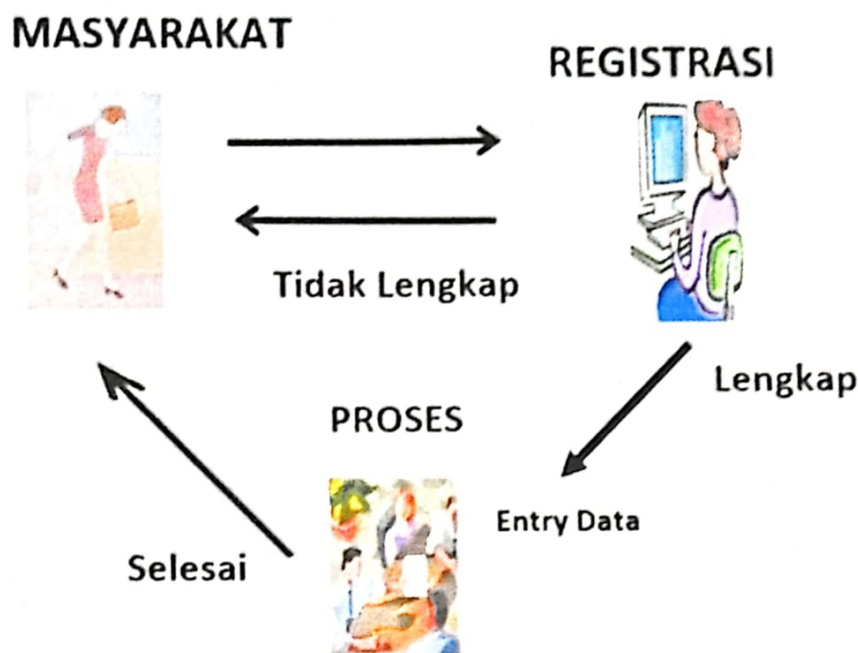 MASYARAKAT
REGISTRASI
Tidak Lengkap
Lengkap
PROSES
Entry Data
Selesai